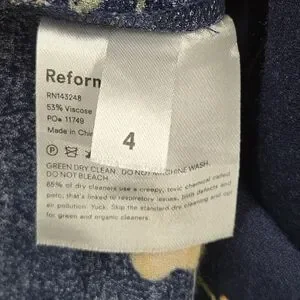 Reforn
RN143248
53% Viscose
PO# 11749
Made in Chin
4
GREEN DRY CLEAN. DO NOT MACHINE WASH.
DO NOT BLEACH.
85% of dry cleaners use a creepy, toxic chemical called
perc, that's linked to respiratory issues, birth defects and
air pollution. Yuck. Skip the standard dry cleaning and opt
for green and organic cleaners.